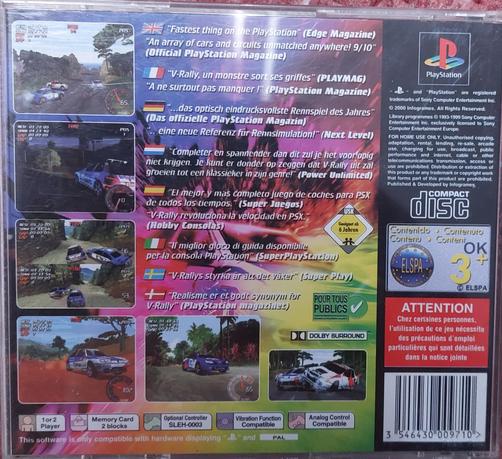 "Fastest thing on the PlayStation" (Edge Magazine)
"An array of cars and circuits unmatched anywhere! 9/10"
(Official PlayStation Magazine)
"V-Rally, un monstre sort ses griffes" (PLAYMAG)
"A ne surtout pas manquer !" (PlayStation Magazine)
"...das optisch eindrucksvollste Rennspiel des Jahres"
(Das offizielle PlayStation Magazin)
... eine neue Referenz für Rennsimulation!" (Next Level)
"Completer en spannender dan dit zul je het voorlopig
niet krijgen. Je kunt er donder op zeggen dat V-Rally uit zal
groeien tot een klassieker in zijn genre!" (Power Unlimited)
"El mejor y más completo juego de coches para PSX
de todos los tiempos." (Super Juegos)
"V-Rally revoluciona la velocidad en PSX."
(Hobby Consolas)
"Il miglior gioco di guida disponibile
per la consola PlayStation" (SuperPlayStation)
"V-Rallys styrka är att det växer" (Super Play)
"Realisme er et godt synonym for
V-Rally" (PlayStation magazines)
PlayStation
"PlayStation" are registered
trademarks of Sony Computer Entertainment Inc.
© 2000 Infogrames. All Rights Reserved.
Library programmes © 1993-1999 Sony Computer
Entertainment Inc. exclusively licensed to Sony
Computer Entertainment Europe.
FOR HOME USE ONLY. Unauthorised copying,
adaptation, rental, lending, re-sale, arcade
use, charging for use, broadcast, public
performance and internet, cable or other
telecommunications transmission, access or
use of this product or any trademark or copyright work
that forms part of this product are prohibited.
Published & Developed by Infogrames.
COMPACT
disc
USK
Geeignet ab
6 Jahren
Contenido
Contenu
Contenuto
Content
ELSPA
OK
3+
© ELSPA
POUR TOUS
PUBLICS
DOLBY SURROUND
ATTENTION
Chez certaines personnes,
l'utilisation de ce jeu nécessite
des précautions d'emploi
particulières qui sont détaillées
dans la notice jointe
1 or 2
Player
Memory Card
2 blocks
Optional Controller
SLEH-0003
Vibration Function
Compatible
Analog Control
Compatible
This software is only compatible with hardware displaying "" and PAL
3 546430 009710 >